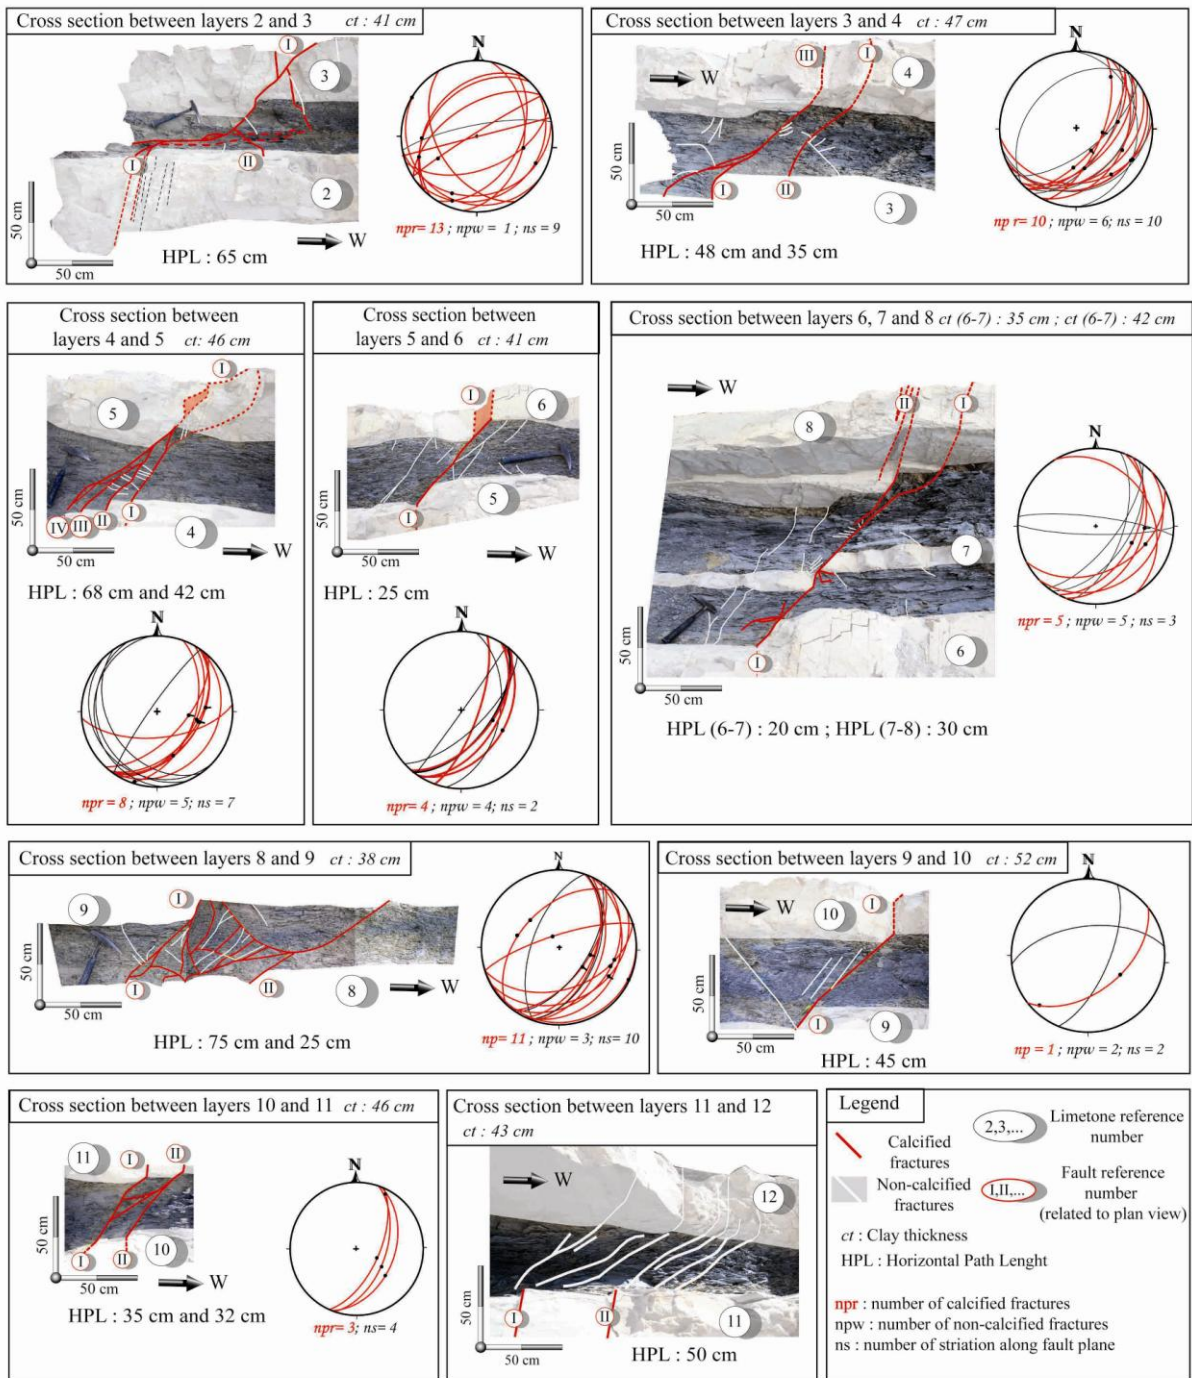 Cross section between layers 2 and 3 ct : 41 cm
I
3
I
II
2
50 cm
50 cm
W
HPL : 65 cm
N
npr= 13 ; npw = 1 ; ns = 9
Cross section between layers 3 and 4 ct : 47 cm
W
III
I
4
50 cm
I
II
3
50 cm
HPL : 48 cm and 35 cm
N
np r= 10 ; npw = 6; ns = 10
Cross section between
layers 4 and 5 ct: 46 cm
I
5
50 cm
IV
III
II
I
4
50 cm
W
HPL : 68 cm and 42 cm
N
npr = 8 ; npw = 5; ns = 7
Cross section between
layers 5 and 6 ct : 41 cm
I
6
50 cm
5
I
50 cm
W
HPL : 25 cm
N
npr= 4 ; npw = 4; ns = 2
Cross section between layers 6, 7 and 8 ct (6-7) : 35 cm ; ct (6-7) : 42 cm
W
II
I
8
7
50 cm
6
I
50 cm
HPL (6-7) : 20 cm ; HPL (7-8) : 30 cm
N
npr = 5 ; npw = 5 ; ns = 3
Cross section between layers 8 and 9 ct : 38 cm
I
9
50 cm
I
II
8
W
50 cm
HPL : 75 cm and 25 cm
N
np= 11 ; npw = 3; ns= 10
Cross section between layers 9 and 10 ct : 52 cm
W
10
I
50 cm
I
9
50 cm
HPL : 45 cm
N
np = 1 ; npw = 2; ns = 2
Cross section between layers 10 and 11 ct : 46 cm
11
I
II
50 cm
I
II
10
50 cm
W
HPL : 35 cm and 32 cm
N
npr= 3; ns= 4
Cross section between layers 11 and 12
ct : 43 cm
W
12
50 cm
I
II
11
50 cm
HPL : 50 cm
Legend
Calcified
fractures
Non-calcified
fractures
2,3,...
Limetone reference
number
I,II,...
Fault reference
number
(related to plan view)
ct : Clay thickness
HPL : Horizontal Path Lenght
npr : number of calcified fractures
npw : number of non-calcified fractures
ns : number of striation along fault plane